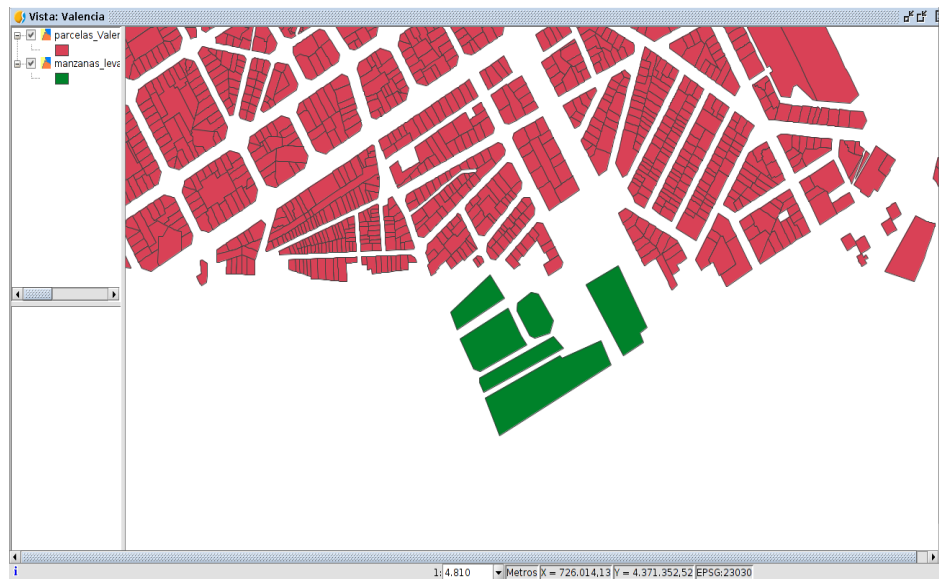 Vista: Valencia
parcelas_Valer
manzanas_leva
1: 4.810 Metros X = 726.014,13 Y = 4.371.352,52 EPSG:23030